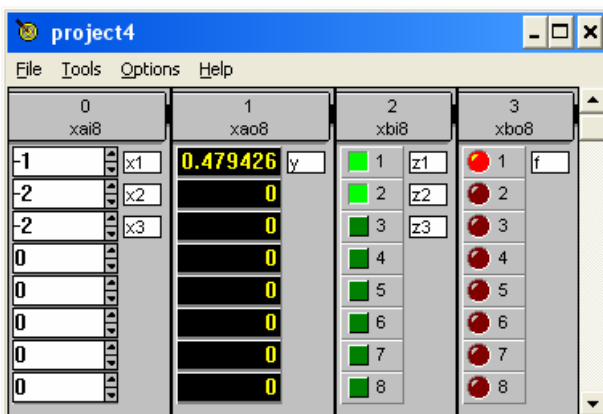 project4
File Tools Options Help
0 1 2 3
xai8 xao8 xbi8 xbo8
-1 x1 0.479426 y 1 z1 1 f
-2 x2 0 2 z2 2
-2 x3 0 3 z3 3
0 0 4 4
0 0 5 5
0 0 6 6
0 0 7 7
0 0 8 8